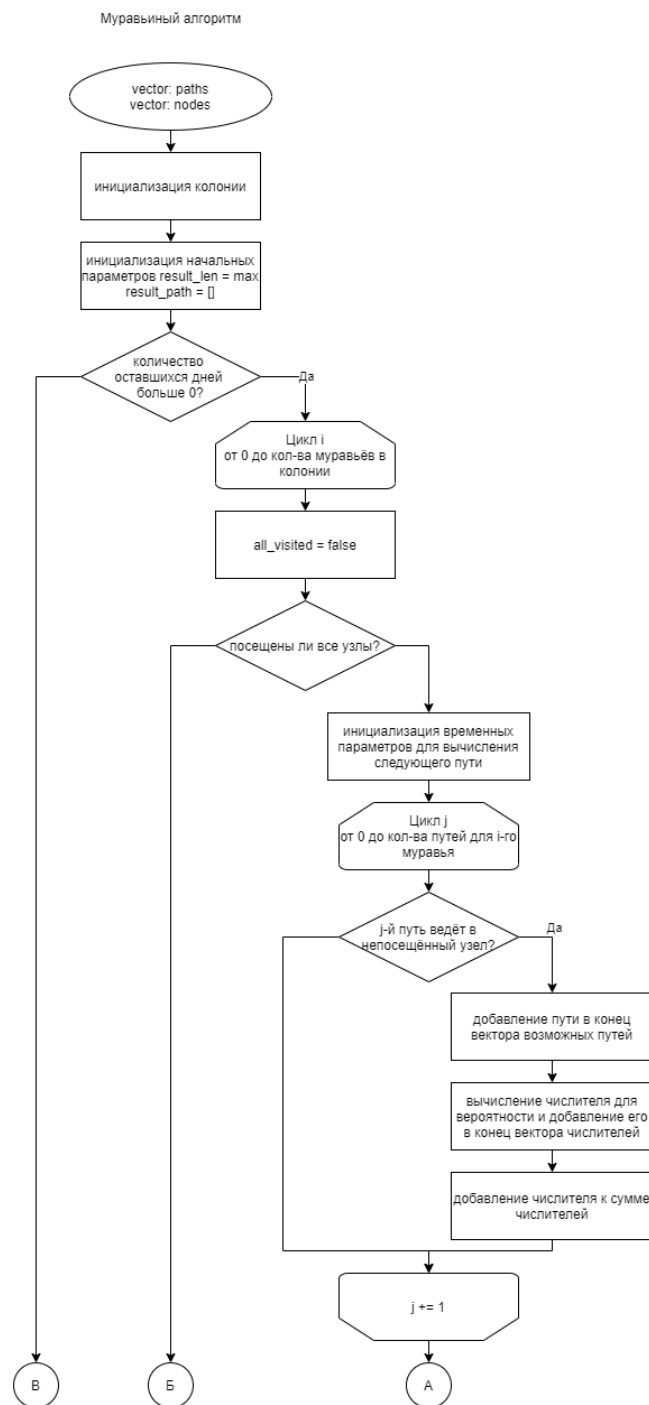 Муравьиный алгоритм
vector: paths
vector: nodes
инициализация колонии
инициализация начальных
параметров result_len = max
result_path = []
количество
оставшихся дней
больше 0?
Да
Цикл i
от 0 до кол-ва муравьёв в
колонии
all_visited = false
посещены ли все узлы?
инициализация временных
параметров для вычисления
следующего пути
Цикл j
от 0 до кол-ва путей для i-го
муравья
j-й путь ведёт в
непосещённый узел?
Да
добавление пути в конец
вектора возможных путей
вычисление числителя для
вероятности и добавление его
в конец вектора числителей
добавление числителя к сумме
числителей
j += 1
В
Б
А